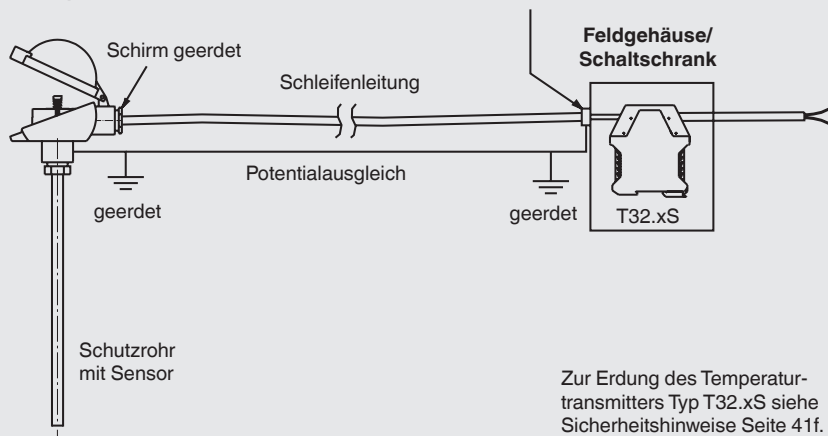 Feldgehäuse/
Schaltschrank
Schirm geerdet
Schleifenleitung
Potentialausgleich
geerdet
geerdet
T32.xS
Schutzrohr
mit Sensor
Zur Erdung des Temperatur-
transmitters Typ T32.xS siehe
Sicherheitshinweise Seite 41f.